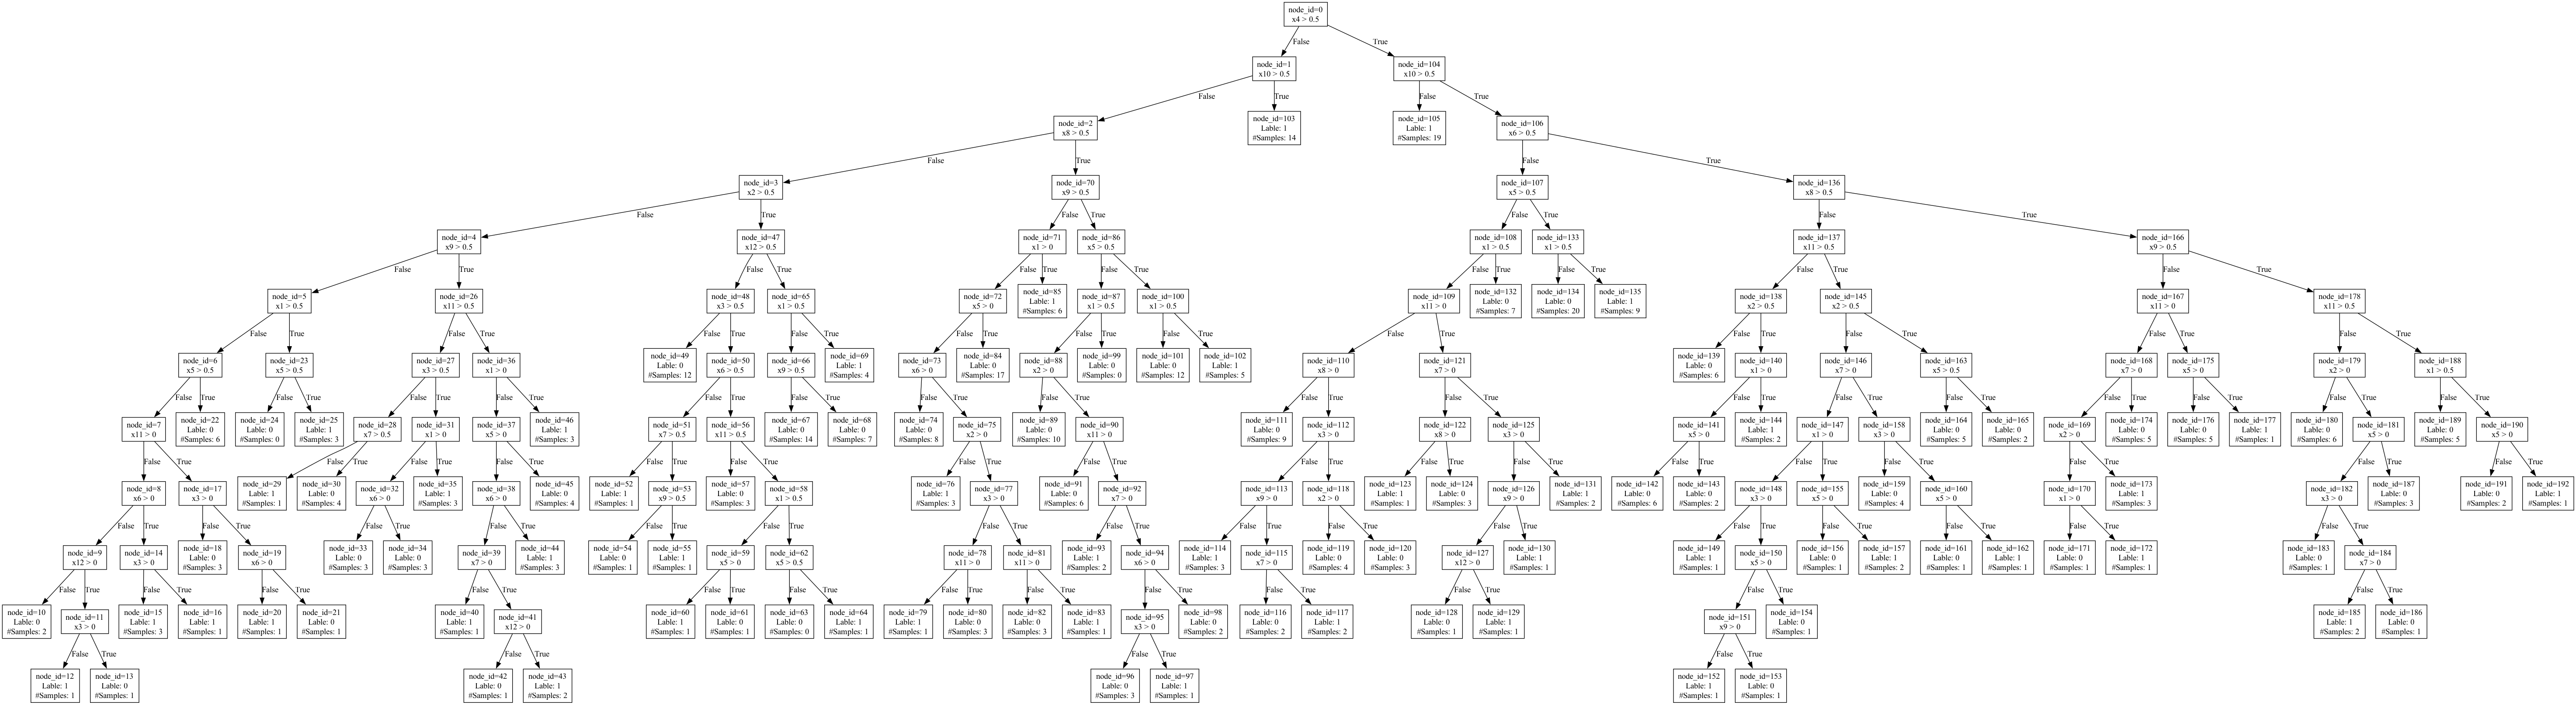 node_id=0
x4 > 0.5
False
True
node_id=1
x10 > 0.5
node_id=104
x10 > 0.5
False
True
False
True
node_id=2
x8 > 0.5
node_id=103
Lable: 1
#Samples: 14
node_id=105
Lable: 1
#Samples: 19
node_id=106
x6 > 0.5
False
True
False
True
node_id=3
x2 > 0.5
node_id=70
x9 > 0.5
node_id=107
x5 > 0.5
node_id=136
x8 > 0.5
False
True
False
True
False
True
False
True
node_id=4
x9 > 0.5
node_id=47
x12 > 0.5
node_id=71
x1 > 0
node_id=86
x5 > 0.5
node_id=108
x1 > 0.5
node_id=133
x1 > 0.5
node_id=137
x11 > 0.5
node_id=166
x9 > 0.5
False
True
False
True
False
True
False
True
False
True
False
True
False
True
False
True
node_id=5
x1 > 0.5
node_id=26
x11 > 0.5
node_id=48
x3 > 0.5
node_id=65
x1 > 0.5
node_id=72
x5 > 0
node_id=85
Lable: 1
#Samples: 6
node_id=87
x1 > 0.5
node_id=100
x1 > 0.5
node_id=109
x11 > 0
node_id=132
Lable: 0
#Samples: 7
node_id=134
Lable: 0
#Samples: 20
node_id=135
Lable: 1
#Samples: 9
node_id=138
x2 > 0.5
node_id=145
x2 > 0.5
node_id=167
x11 > 0
node_id=178
x11 > 0.5
False
True
False
True
False
True
False
True
False
True
False
True
False
True
False
True
False
True
False
True
False
True
False
True
node_id=6
x5 > 0.5
node_id=23
x5 > 0.5
node_id=27
x3 > 0.5
node_id=36
x1 > 0
node_id=49
Lable: 0
#Samples: 12
node_id=50
x6 > 0.5
node_id=66
x9 > 0.5
node_id=69
Lable: 1
#Samples: 4
node_id=73
x6 > 0
node_id=84
Lable: 0
#Samples: 17
node_id=88
x2 > 0
node_id=99
Lable: 0
#Samples: 0
node_id=101
Lable: 0
#Samples: 12
node_id=102
Lable: 1
#Samples: 5
node_id=110
x8 > 0
node_id=121
x7 > 0
node_id=139
Lable: 0
#Samples: 6
node_id=140
x1 > 0
node_id=146
x7 > 0
node_id=163
x5 > 0.5
node_id=168
x7 > 0
node_id=175
x5 > 0
node_id=179
x2 > 0
node_id=188
x1 > 0.5
False
True
False
True
False
True
False
True
False
True
False
True
False
True
False
True
False
True
False
True
False
True
False
True
False
True
False
True
False
True
False
True
False
True
node_id=7
x11 > 0
node_id=22
Lable: 0
#Samples: 6
node_id=24
Lable: 0
#Samples: 0
node_id=25
Lable: 1
#Samples: 3
node_id=28
x7 > 0.5
node_id=31
x1 > 0
node_id=37
x5 > 0
node_id=46
Lable: 1
#Samples: 3
node_id=51
x7 > 0.5
node_id=56
x11 > 0.5
node_id=67
Lable: 0
#Samples: 14
node_id=68
Lable: 0
#Samples: 7
node_id=74
Lable: 0
#Samples: 8
node_id=75
x2 > 0
node_id=89
Lable: 0
#Samples: 10
node_id=90
x11 > 0
node_id=111
Lable: 0
#Samples: 9
node_id=112
x3 > 0
node_id=122
x8 > 0
node_id=125
x3 > 0
node_id=141
x5 > 0
node_id=144
Lable: 1
#Samples: 2
node_id=147
x1 > 0
node_id=158
x3 > 0
node_id=164
Lable: 0
#Samples: 5
node_id=165
Lable: 0
#Samples: 2
node_id=169
x2 > 0
node_id=174
Lable: 0
#Samples: 5
node_id=176
Lable: 0
#Samples: 5
node_id=177
Lable: 1
#Samples: 1
node_id=180
Lable: 0
#Samples: 6
node_id=181
x5 > 0
node_id=189
Lable: 0
#Samples: 5
node_id=190
x5 > 0
False
True
False
True
False
True
False
True
False
True
False
True
False
True
False
True
False
True
False
True
False
True
False
True
False
True
False
True
False
True
False
True
False
True
node_id=8
x6 > 0
node_id=17
x3 > 0
node_id=29
Lable: 1
#Samples: 1
node_id=30
Lable: 0
#Samples: 4
node_id=32
x6 > 0
node_id=35
Lable: 1
#Samples: 3
node_id=38
x6 > 0
node_id=45
Lable: 0
#Samples: 4
node_id=52
Lable: 1
#Samples: 1
node_id=53
x9 > 0.5
node_id=57
Lable: 0
#Samples: 3
node_id=58
x1 > 0.5
node_id=76
Lable: 1
#Samples: 3
node_id=77
x3 > 0
node_id=91
Lable: 0
#Samples: 6
node_id=92
x7 > 0
node_id=113
x9 > 0
node_id=118
x2 > 0
node_id=123
Lable: 1
#Samples: 1
node_id=124
Lable: 0
#Samples: 3
node_id=126
x9 > 0
node_id=131
Lable: 1
#Samples: 2
node_id=142
Lable: 0
#Samples: 6
node_id=143
Lable: 0
#Samples: 2
node_id=148
x3 > 0
node_id=155
x5 > 0
node_id=159
Lable: 0
#Samples: 4
node_id=160
x5 > 0
node_id=170
x1 > 0
node_id=173
Lable: 1
#Samples: 3
node_id=182
x3 > 0
node_id=187
Lable: 0
#Samples: 3
node_id=191
Lable: 0
#Samples: 2
node_id=192
Lable: 1
#Samples: 1
False
True
False
True
False
True
False
True
False
True
False
True
False
True
False
True
False
True
False
True
False
True
False
True
False
True
False
True
False
True
False
True
node_id=9
x12 > 0
node_id=14
x3 > 0
node_id=18
Lable: 0
#Samples: 3
node_id=19
x6 > 0
node_id=33
Lable: 0
#Samples: 3
node_id=34
Lable: 0
#Samples: 3
node_id=39
x7 > 0
node_id=44
Lable: 1
#Samples: 3
node_id=54
Lable: 0
#Samples: 1
node_id=55
Lable: 1
#Samples: 1
node_id=59
x5 > 0
node_id=62
x5 > 0.5
node_id=78
x11 > 0
node_id=81
x11 > 0
node_id=93
Lable: 1
#Samples: 2
node_id=94
x6 > 0
node_id=114
Lable: 1
#Samples: 3
node_id=115
x7 > 0
node_id=119
Lable: 0
#Samples: 4
node_id=120
Lable: 0
#Samples: 3
node_id=127
x12 > 0
node_id=130
Lable: 1
#Samples: 1
node_id=149
Lable: 1
#Samples: 1
node_id=150
x5 > 0
node_id=156
Lable: 0
#Samples: 1
node_id=157
Lable: 1
#Samples: 2
node_id=161
Lable: 0
#Samples: 1
node_id=162
Lable: 1
#Samples: 1
node_id=171
Lable: 0
#Samples: 1
node_id=172
Lable: 1
#Samples: 1
node_id=183
Lable: 0
#Samples: 1
node_id=184
x7 > 0
False
True
False
True
False
True
False
True
False
True
False
True
False
True
False
True
False
True
False
True
False
True
False
True
False
True
node_id=10
Lable: 0
#Samples: 2
node_id=11
x3 > 0
node_id=15
Lable: 1
#Samples: 3
node_id=16
Lable: 1
#Samples: 1
node_id=20
Lable: 1
#Samples: 1
node_id=21
Lable: 0
#Samples: 1
node_id=40
Lable: 1
#Samples: 1
node_id=41
x12 > 0
node_id=60
Lable: 1
#Samples: 1
node_id=61
Lable: 0
#Samples: 1
node_id=63
Lable: 0
#Samples: 0
node_id=64
Lable: 1
#Samples: 1
node_id=79
Lable: 1
#Samples: 1
node_id=80
Lable: 0
#Samples: 3
node_id=82
Lable: 0
#Samples: 3
node_id=83
Lable: 1
#Samples: 1
node_id=95
x3 > 0
node_id=98
Lable: 0
#Samples: 2
node_id=116
Lable: 0
#Samples: 2
node_id=117
Lable: 1
#Samples: 2
node_id=128
Lable: 0
#Samples: 1
node_id=129
Lable: 1
#Samples: 1
node_id=151
x9 > 0
node_id=154
Lable: 0
#Samples: 1
node_id=185
Lable: 1
#Samples: 2
node_id=186
Lable: 0
#Samples: 1
False
True
False
True
False
True
False
True
node_id=12
Lable: 1
#Samples: 1
node_id=13
Lable: 0
#Samples: 1
node_id=42
Lable: 0
#Samples: 1
node_id=43
Lable: 1
#Samples: 2
node_id=96
Lable: 0
#Samples: 3
node_id=97
Lable: 1
#Samples: 1
node_id=152
Lable: 1
#Samples: 1
node_id=153
Lable: 0
#Samples: 1